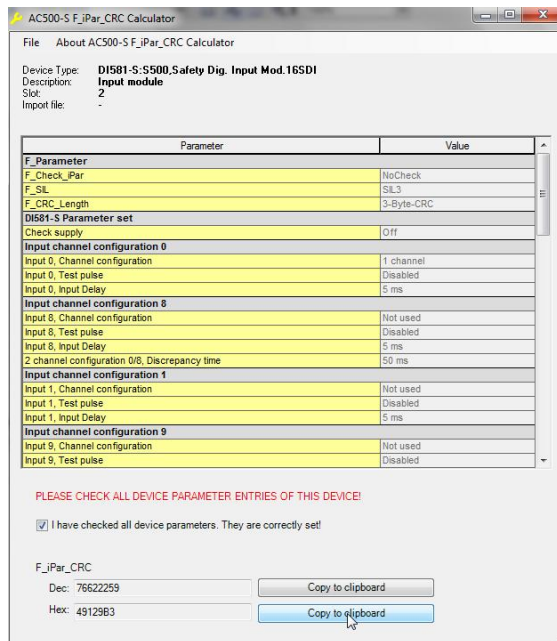 AC500-S F_iPar_CRC Calculator
File About AC500-S F_iPar_CRC Calculator
Device Type: DI581-S:S500,Safety Dig. Input Mod.16SDI
Description: Input module
Slot: 2
Import file: -
Parameter Value
F_Parameter
F_Check_iPar NoCheck
F_SIL SIL3
F_CRC_Length 3-Byte-CRC
DI581-S Parameter set
Check supply Off
Input channel configuration 0
Input 0, Channel configuration 1 channel
Input 0, Test pulse Disabled
Input 0, Input Delay 5 ms
Input channel configuration 8
Input 8, Channel configuration Not used
Input 8, Test pulse Disabled
Input 8, Input Delay 5 ms
2 channel configuration 0/8, Discrepancy time 50 ms
Input channel configuration 1
Input 1, Channel configuration Not used
Input 1, Test pulse Disabled
Input 1, Input Delay 5 ms
Input channel configuration 9
Input 9, Channel configuration Not used
Input 9, Test pulse Disabled
PLEASE CHECK ALL DEVICE PARAMETER ENTRIES OF THIS DEVICE!
I have checked all device parameters. They are correctly set!
F_iPar_CRC
Dec: 76622259 Copy to clipboard
Hex: 49129B3 Copy to clipboard